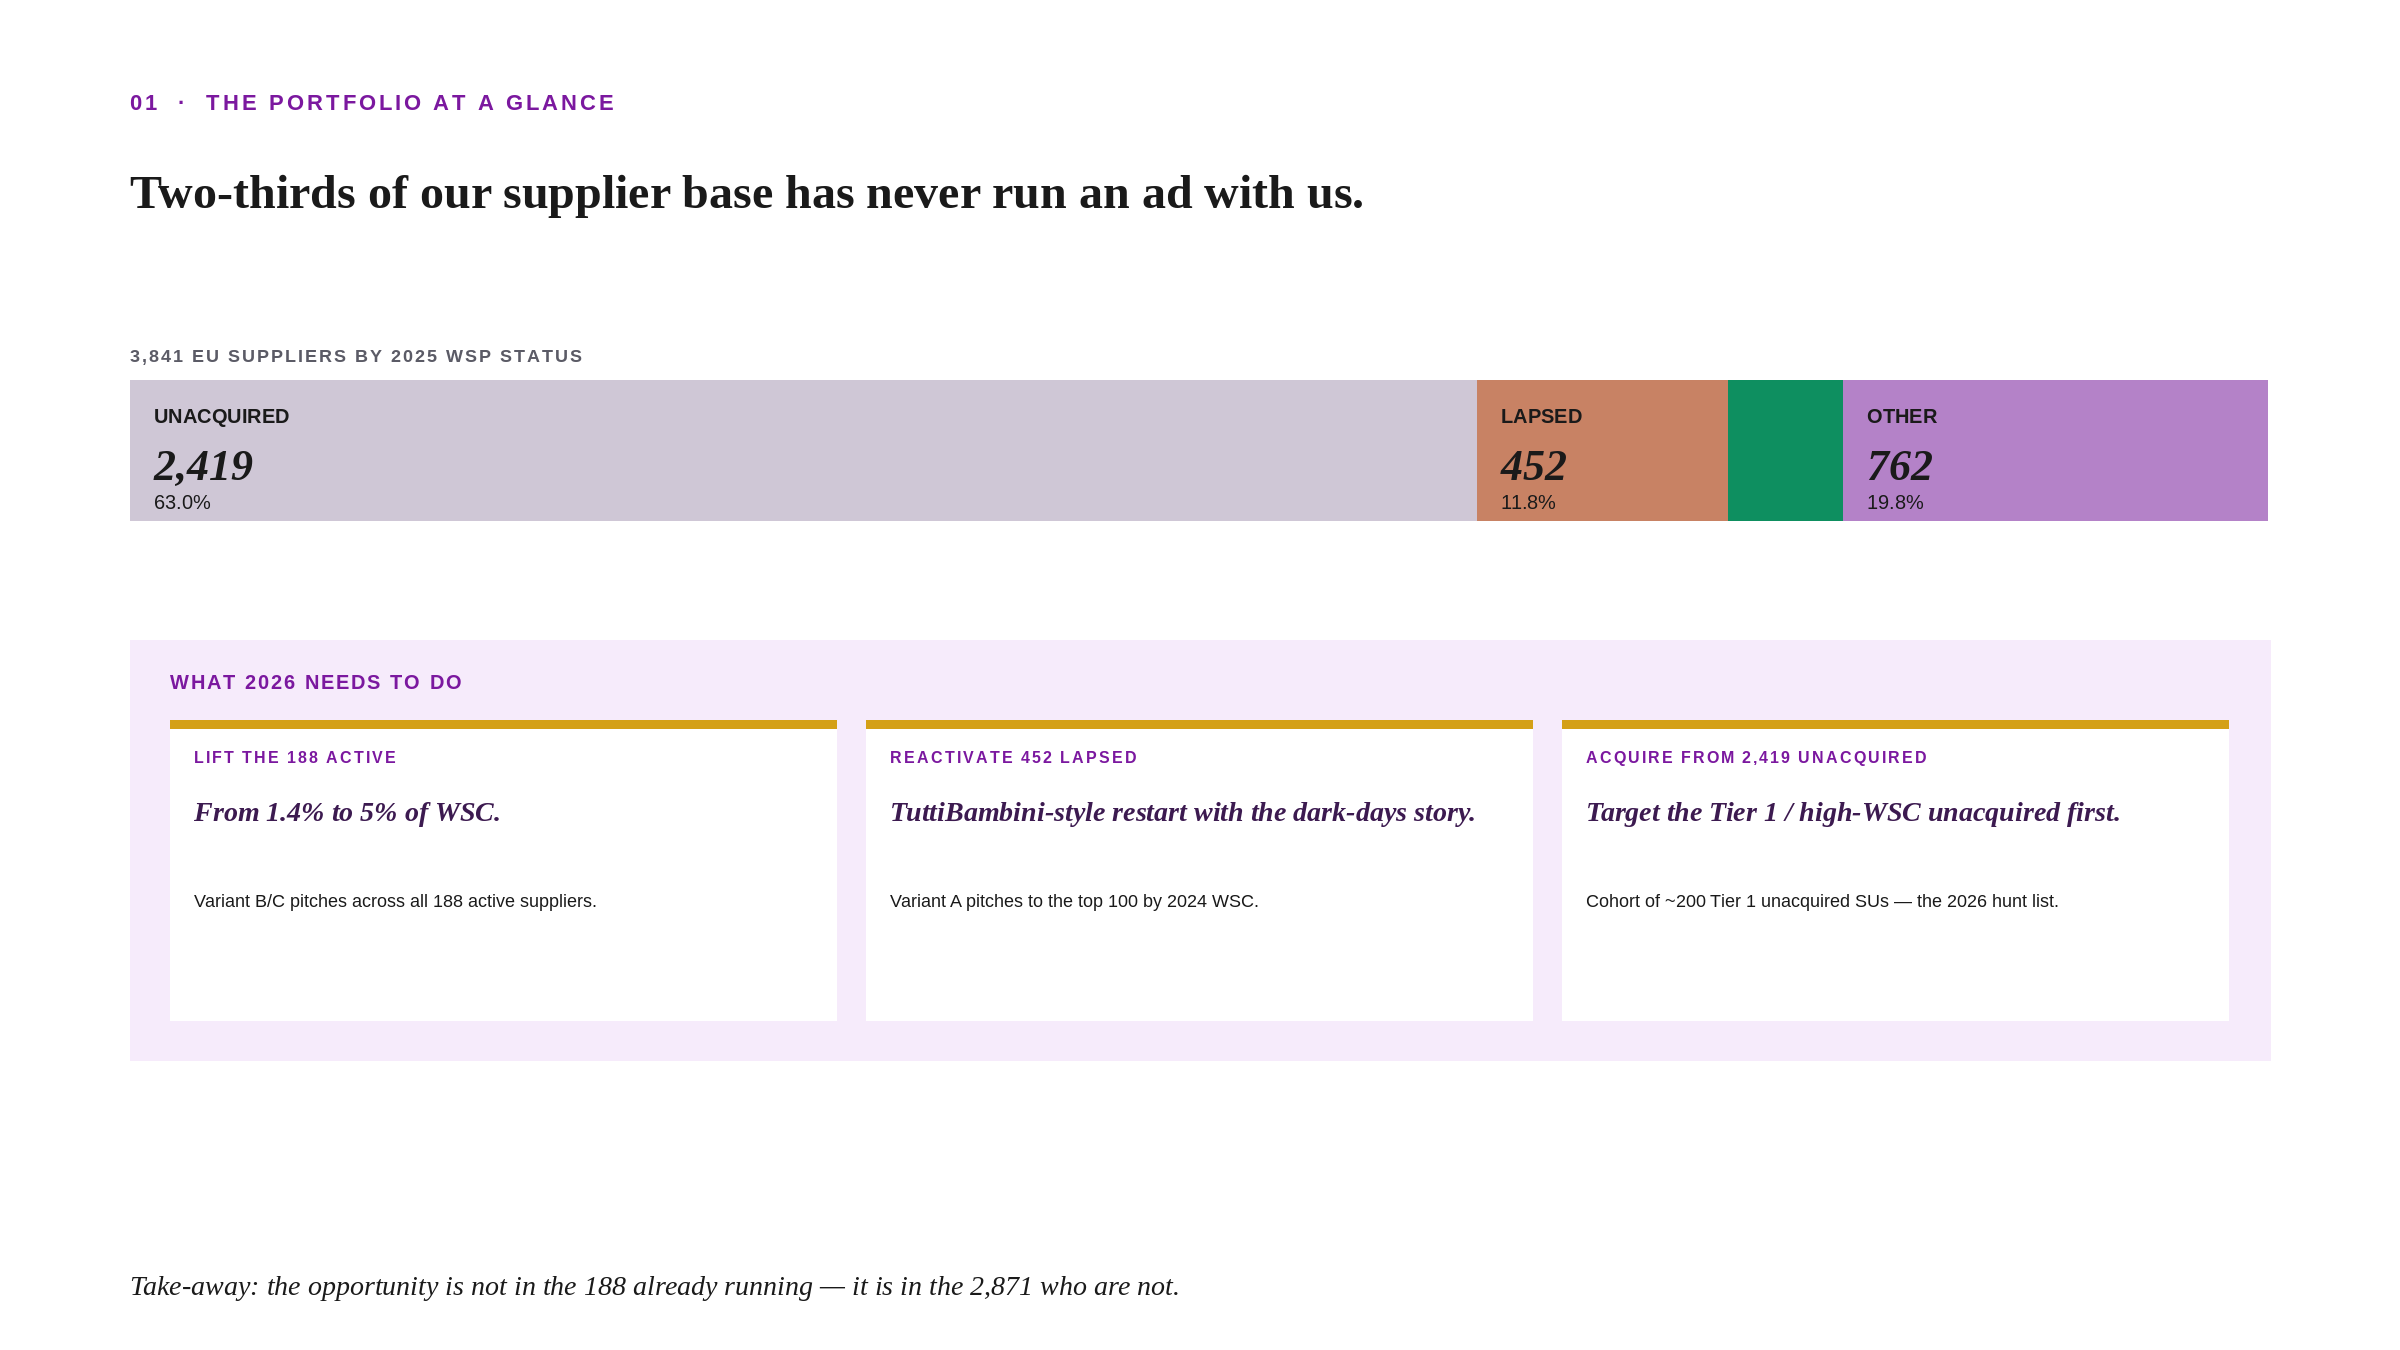 01 · THE PORTFOLIO AT A GLANCE
Two-thirds of our supplier base has never run an ad with us.
3,841 EU SUPPLIERS BY 2025 WSP STATUS
UNACQUIRED
2,419
63.0%
LAPSED
452
11.8%
OTHER
762
19.8%
WHAT 2026 NEEDS TO DO
LIFT THE 188 ACTIVE
From 1.4% to 5% of WSC.
Variant B/C pitches across all 188 active suppliers.
REACTIVATE 452 LAPSED
TuttiBambini-style restart with the dark-days story.
Variant A pitches to the top 100 by 2024 WSC.
ACQUIRE FROM 2,419 UNACQUIRED
Target the Tier 1 / high-WSC unacquired first.
Cohort of ~200 Tier 1 unacquired SUs — the 2026 hunt list.
Take-away: the opportunity is not in the 188 already running — it is in the 2,871 who are not.